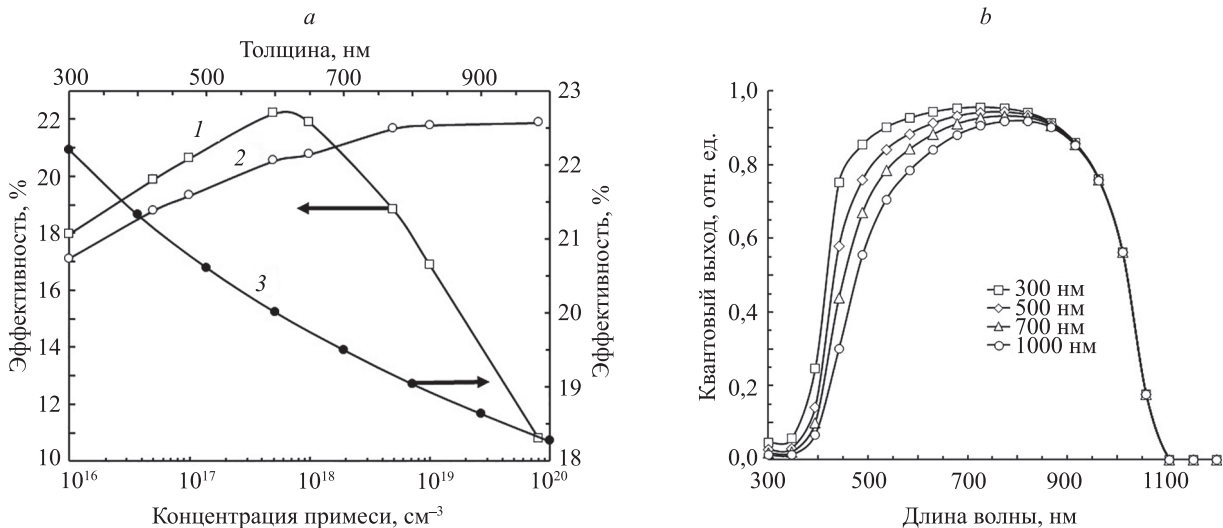 a
Толщина, нм
300 500 700 900
22
20
18
16
14
12
10
Эффективность, %
1
2
3
23
22
21
20
19
18
Эффективность, %
10¹⁶ 10¹⁷ 10¹⁸ 10¹⁹ 10²⁰
Концентрация примеси, см⁻³
b
1,0
0,8
0,6
0,4
0,2
0,0
Квантовый выход, отн. ед.
300 нм
500 нм
700 нм
1000 нм
300 500 700 900 1100
Длина волны, нм